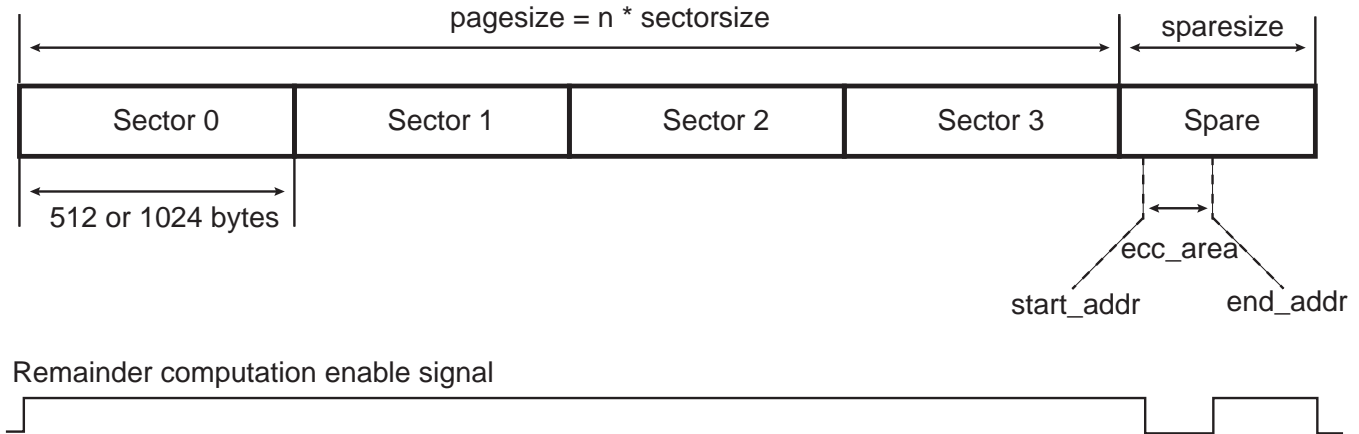 pagesize = n * sectorsize
sparesize
Sector 0
Sector 1
Sector 2
Sector 3
Spare
512 or 1024 bytes
ecc_area
start_addr
end_addr
Remainder computation enable signal